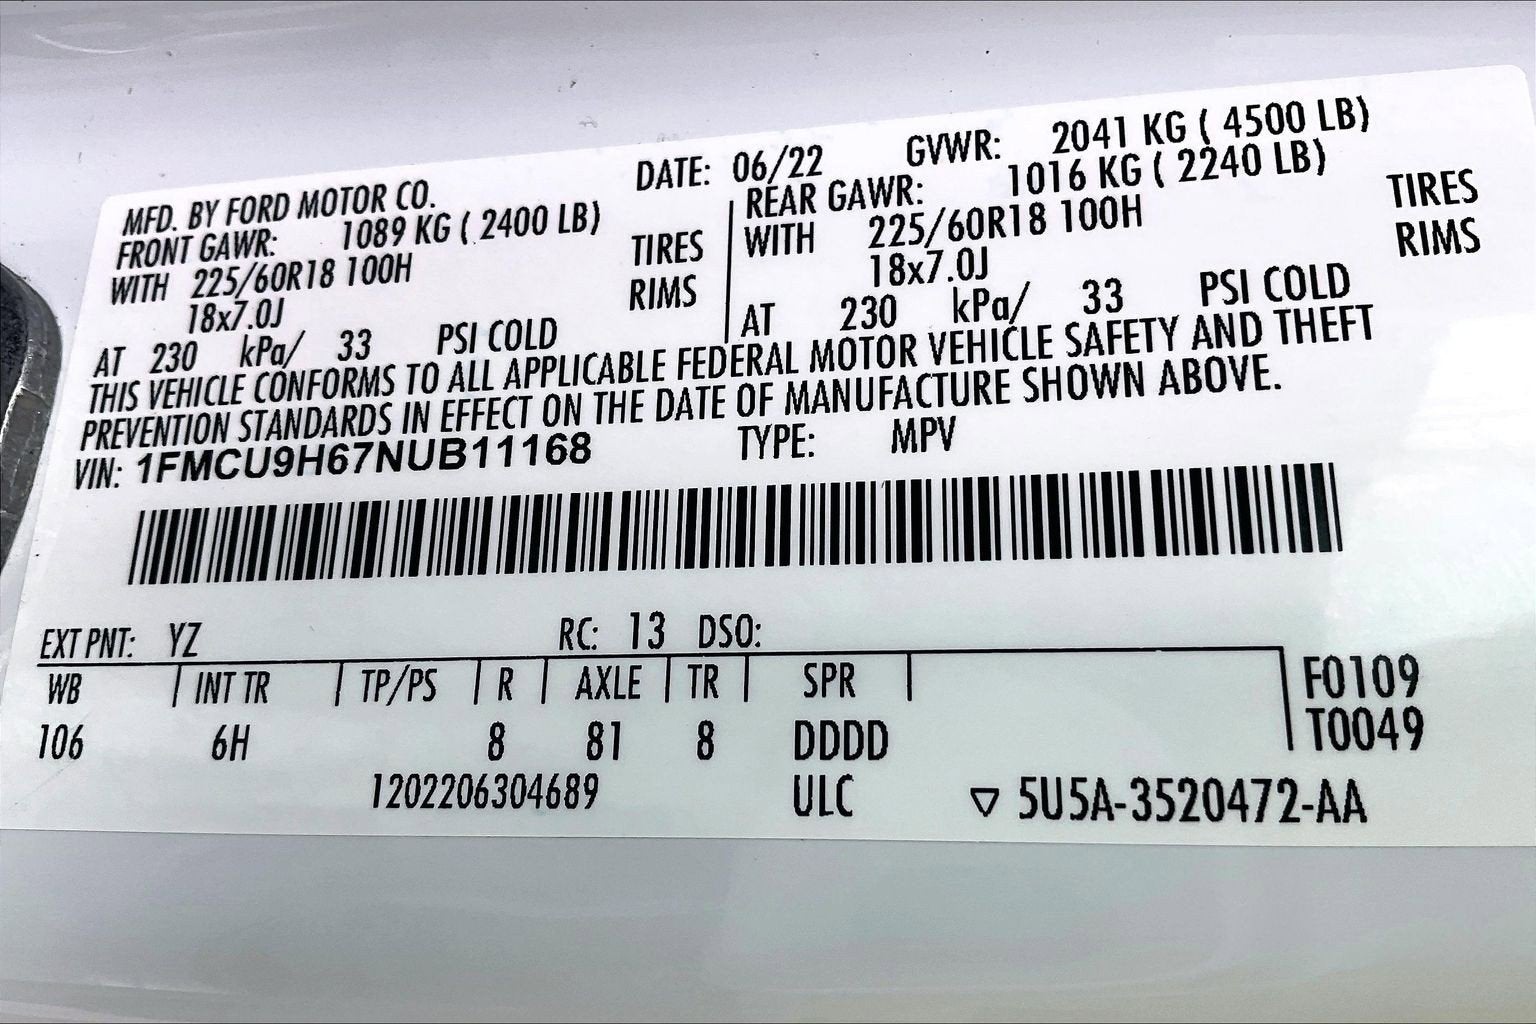 MFD. BY FORD MOTOR CO. DATE: 06/22 GVWR: 2041 KG ( 4500 LB)
FRONT GAWR: 1089 KG ( 2400 LB) REAR GAWR: 1016 KG ( 2240 LB)
WITH 225/60R18 100H TIRES WITH 225/60R18 100H TIRES
18x7.0J RIMS 18x7.0J RIMS
AT 230 kPa/ 33 PSI COLD AT 230 kPa/ 33 PSI COLD
THIS VEHICLE CONFORMS TO ALL APPLICABLE FEDERAL MOTOR VEHICLE SAFETY AND THEFT
PREVENTION STANDARDS IN EFFECT ON THE DATE OF MANUFACTURE SHOWN ABOVE.
VIN: 1FMCU9H67NUB11168 TYPE: MPV
EXT PNT: YZ RC: 13 DSO:
WB INT TR TP/PS R AXLE TR SPR F0109
106 6H 8 81 8 DDDD T0049
1202206304689 ULC ▽ 5U5A-3520472-AA